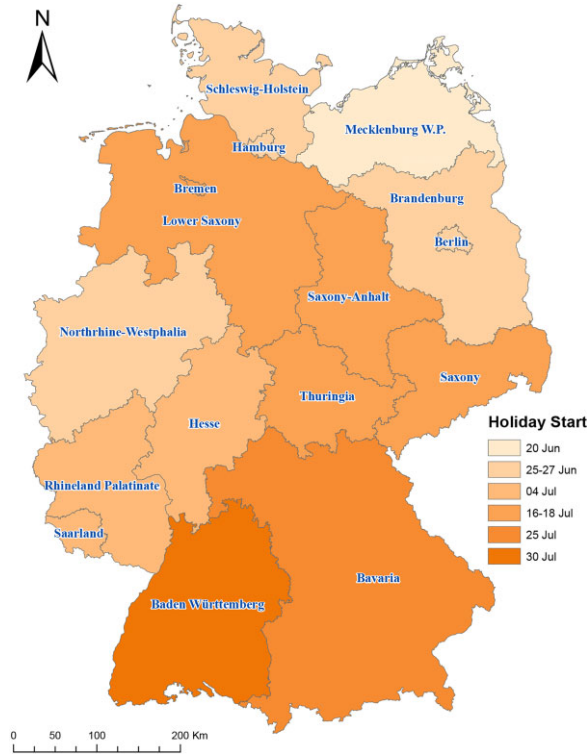 N
Schleswig-Holstein
Mecklenburg W.P.
Hamburg
Bremen
Brandenburg
Lower Saxony
Berlin
Saxony-Anhalt
Northrhine-Westphalia
Saxony
Thuringia
Hesse
Holiday Start
20 Jun
25-27 Jun
04 Jul
16-18 Jul
25 Jul
30 Jul
Rhineland Palatinate
Saarland
Bavaria
Baden Württemberg
0 50 100 200 Km